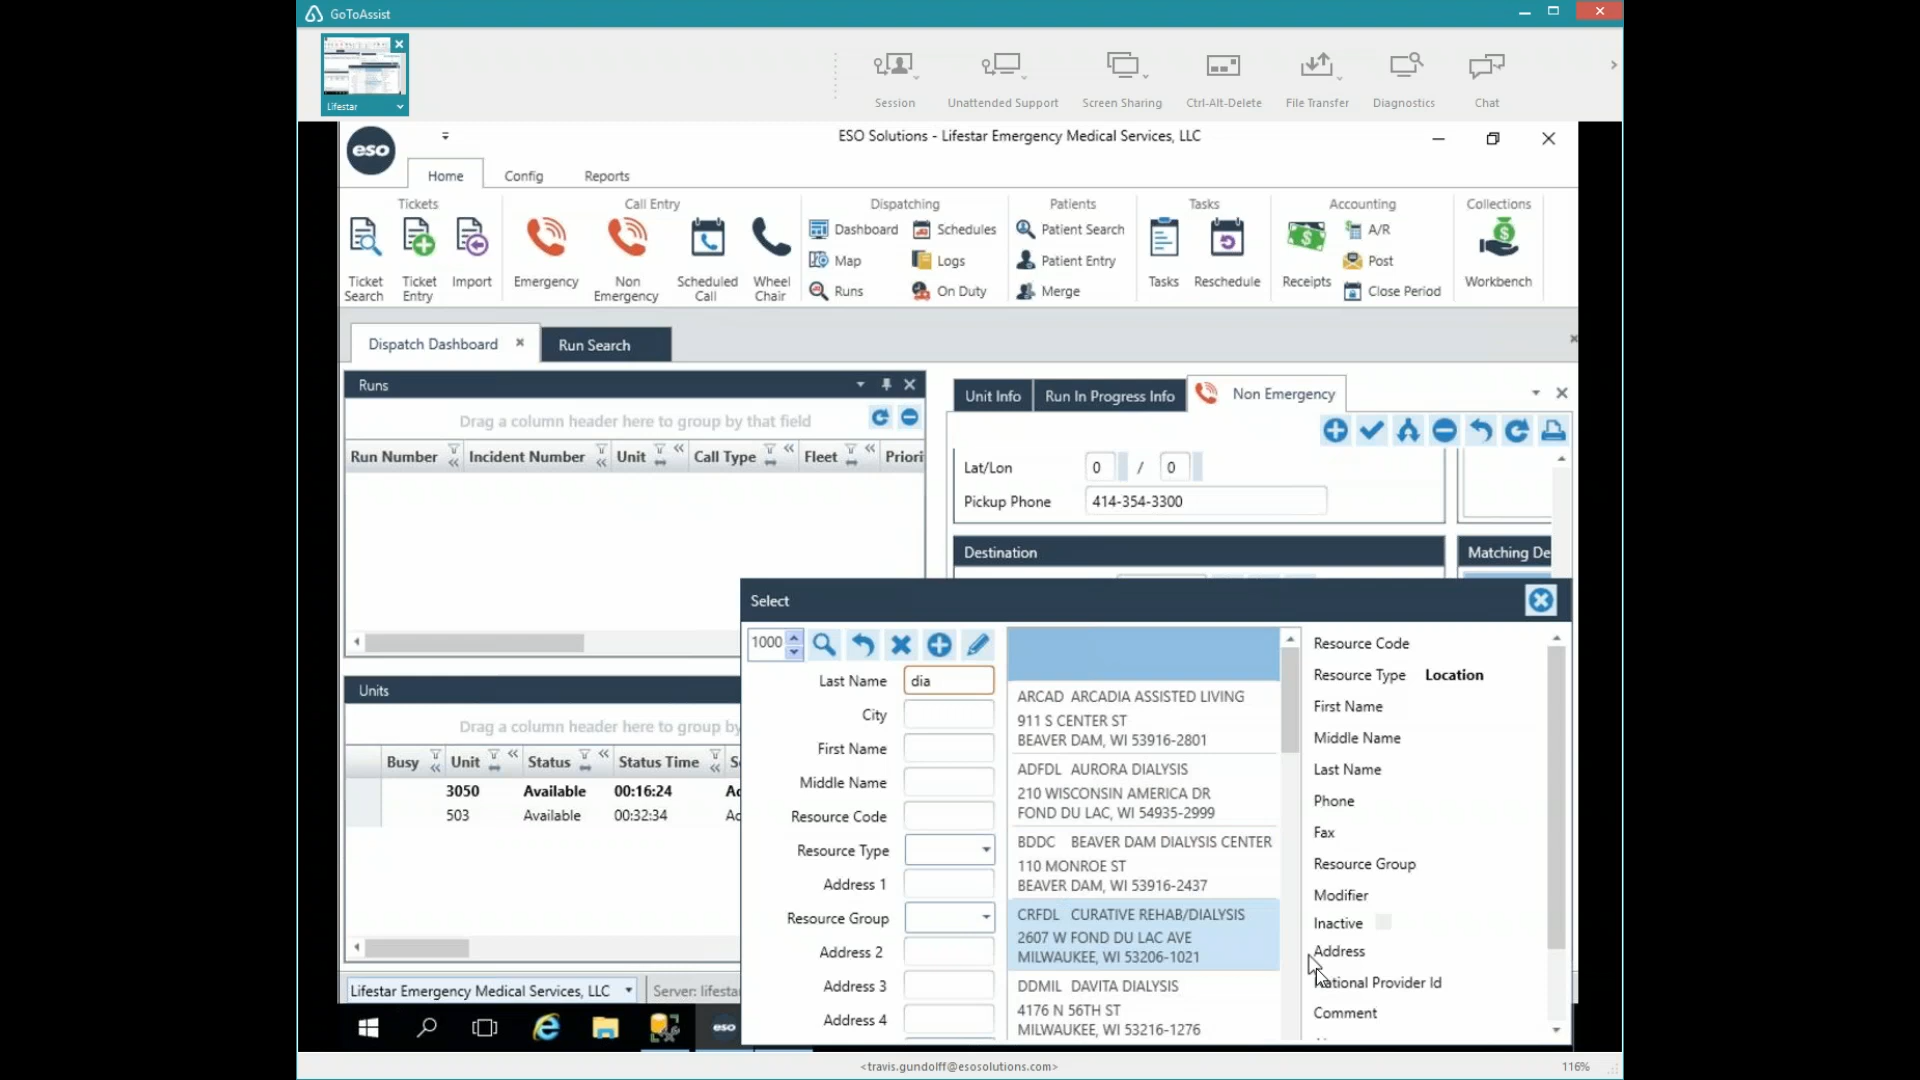 GoToAssist
Lifestar
Session
Unattended Support
Screen Sharing
Ctrl-Alt-Delete
File Transfer
Diagnostics
Chat
eso
ESO Solutions - Lifestar Emergency Medical Services, LLC
Home
Config
Reports
Tickets
Ticket Search
Ticket Entry
Import
Call Entry
Emergency
Non Emergency
Scheduled Call
Wheel Chair
Dispatching
Dashboard
Schedules
Map
Logs
Runs
On Duty
Patients
Patient Search
Patient Entry
Merge
Tasks
Tasks
Reschedule
Accounting
Receipts
A/R
Post
Close Period
Collections
Workbench
Dispatch Dashboard
Run Search
Runs
Drag a column header here to group by that field
Run Number Incident Number Unit Call Type Fleet Priori
Unit Info
Run In Progress Info
Non Emergency
Lat/Lon 0 / 0
Pickup Phone 414-354-3300
Destination
Matching De
Units
Drag a column header here to group by
Busy Unit Status Status Time S
3050 Available 00:16:24 Ac
503 Available 00:32:34 Ac
Select
1000
Last Name dia
City
First Name
Middle Name
Resource Code
Resource Type
Address 1
Resource Group
Address 2
Address 3
Address 4
ARCAD ARCADIA ASSISTED LIVING
911 S CENTER ST
BEAVER DAM, WI 53916-2801
ADFDL AURORA DIALYSIS
210 WISCONSIN AMERICA DR
FOND DU LAC, WI 54935-2999
BDDC BEAVER DAM DIALYSIS CENTER
110 MONROE ST
BEAVER DAM, WI 53916-2437
CRFDL CURATIVE REHAB/DIALYSIS
2607 W FOND DU LAC AVE
MILWAUKEE, WI 53206-1021
DDMIL DAVITA DIALYSIS
4176 N 56TH ST
MILWAUKEE, WI 53216-1276
Resource Code
Resource Type Location
First Name
Middle Name
Last Name
Phone
Fax
Resource Group
Modifier
Inactive
Address
ational Provider Id
Comment
Lifestar Emergency Medical Services, LLC
Server: lifesta
eso
<travis.gundolff@esosolutions.com>
116%